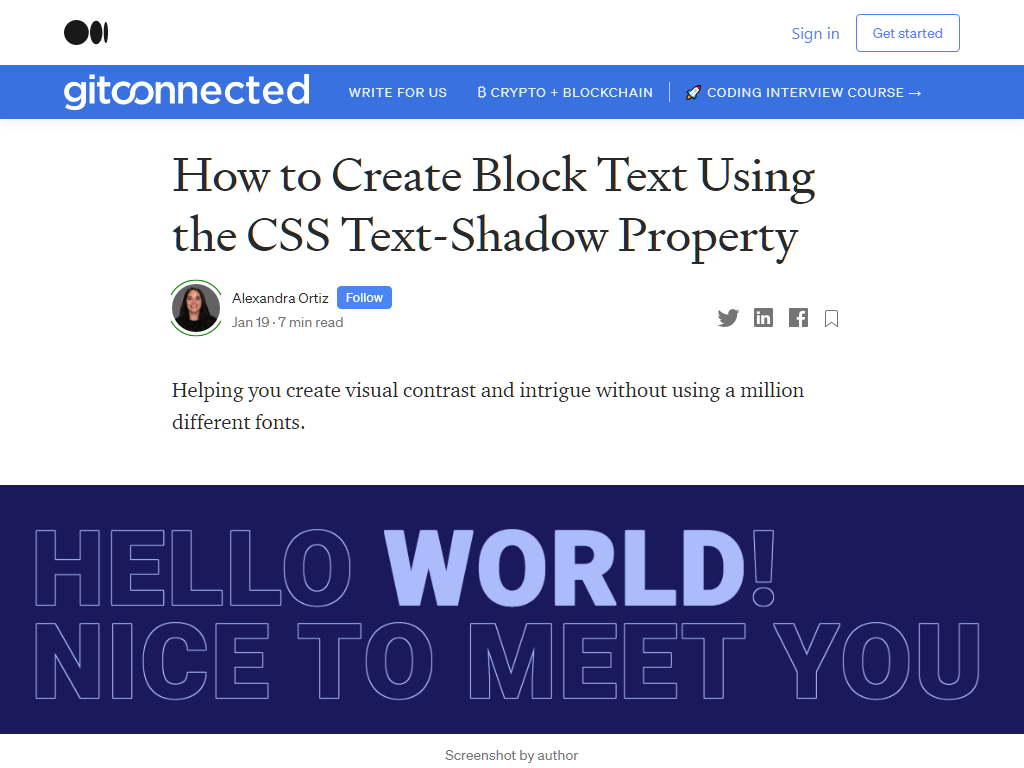 Sign in
Get started
gitconnected
WRITE FOR US
₿ CRYPTO + BLOCKCHAIN
🚀 CODING INTERVIEW COURSE →
How to Create Block Text Using
the CSS Text-Shadow Property
Alexandra Ortiz
Follow
Jan 19 · 7 min read
in
Helping you create visual contrast and intrigue without using a million
different fonts.
HELLO WORLD!
NICE TO MEET YOU
Screenshot by author